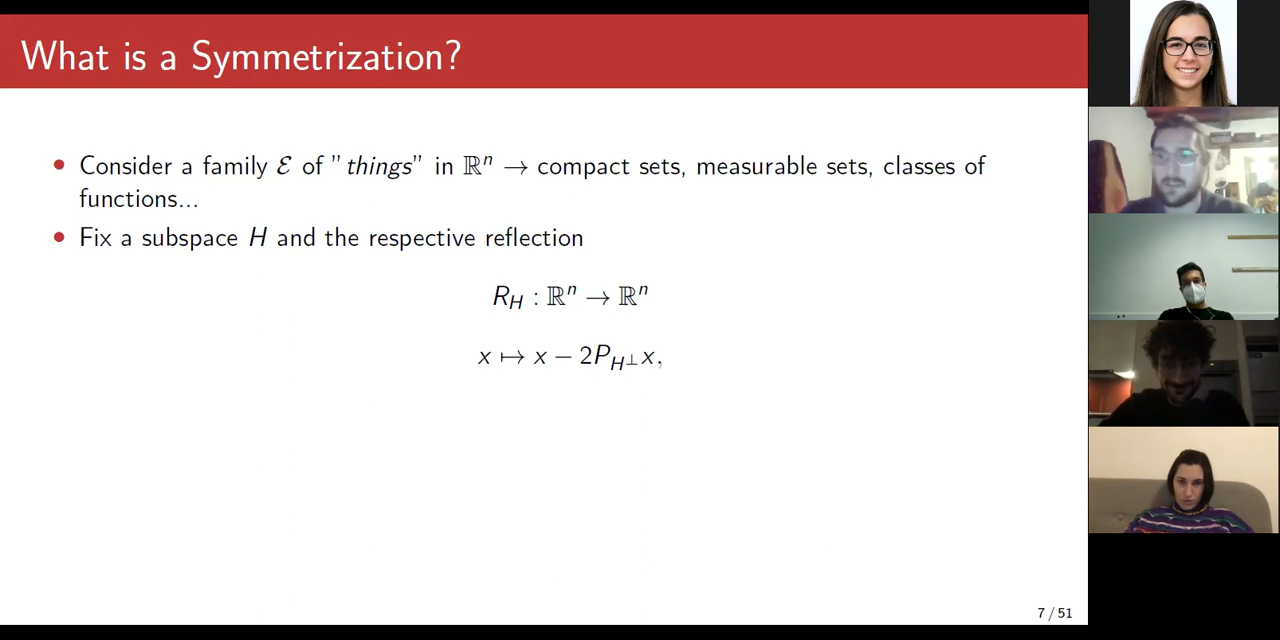 What is a Symmetrization?
• Consider a family ℰ of "things" in ℝⁿ → compact sets, measurable sets, classes of
functions...
• Fix a subspace H and the respective reflection
R_H : ℝⁿ → ℝⁿ
x ↦ x − 2P_{H^⊥}x,
7 / 51